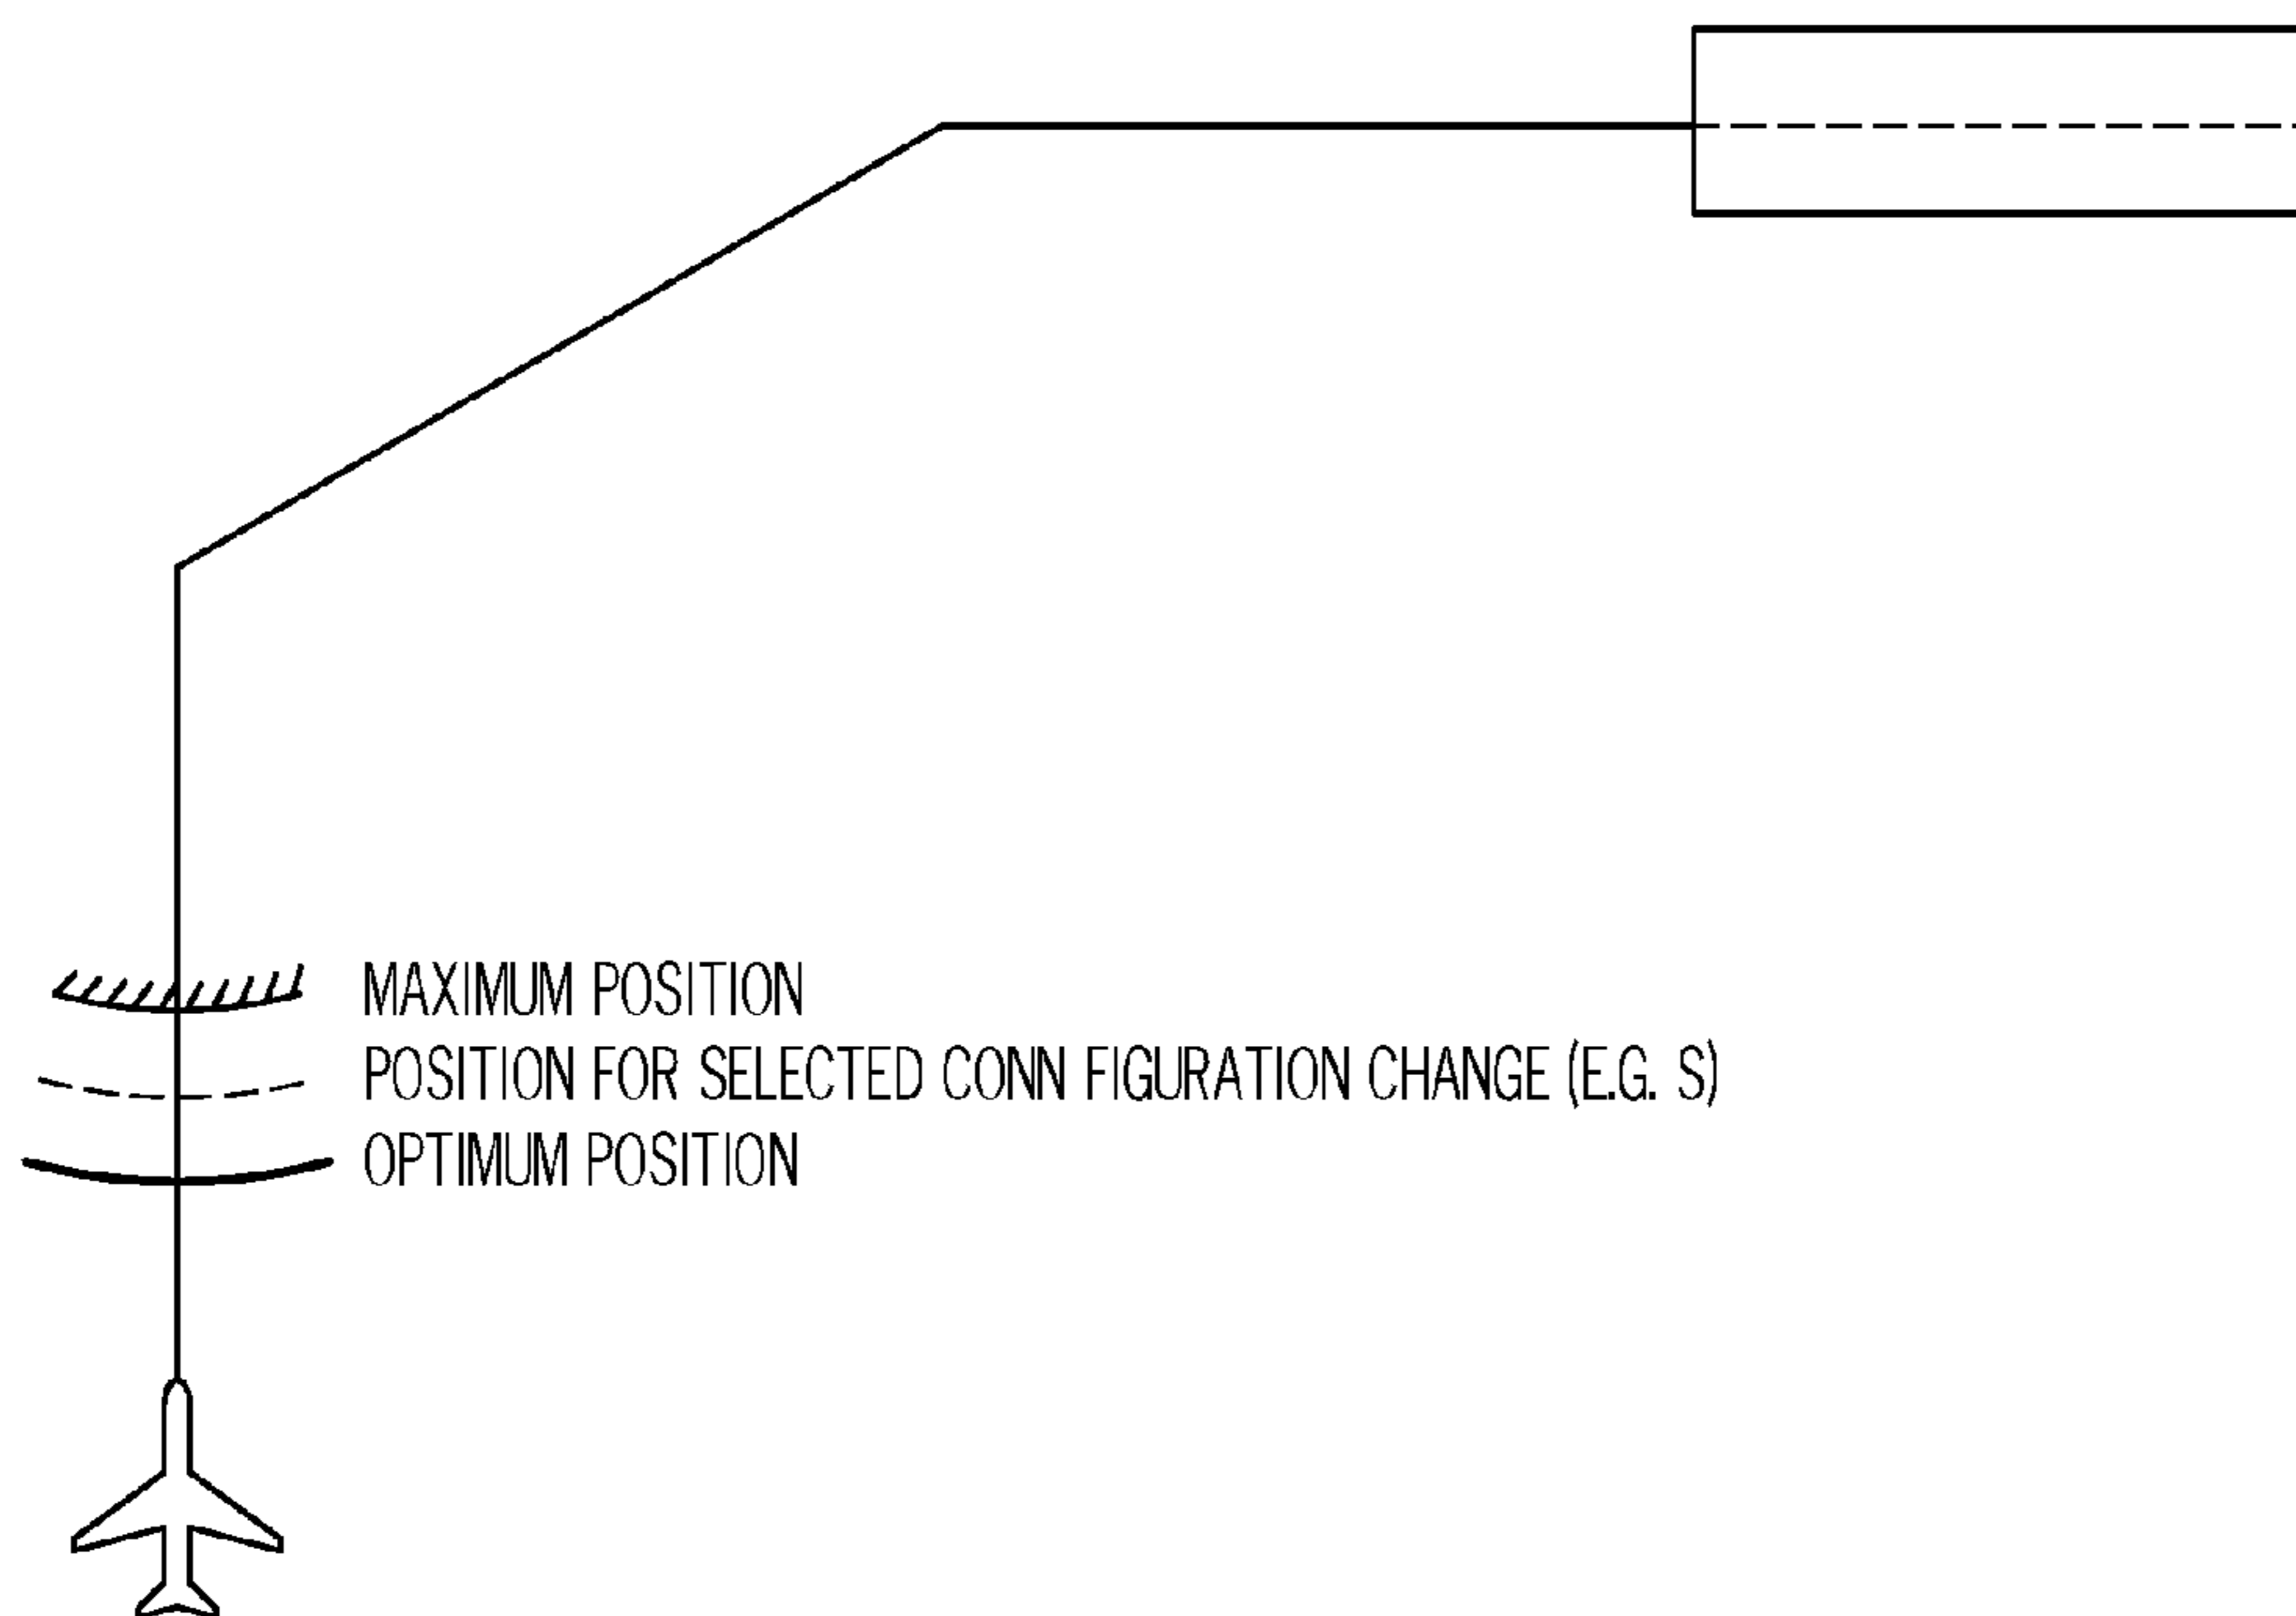 MAXIMUM POSITION
POSITION FOR SELECTED CONN FIGURATION CHANGE (E.G. S)
OPTIMUM POSITION